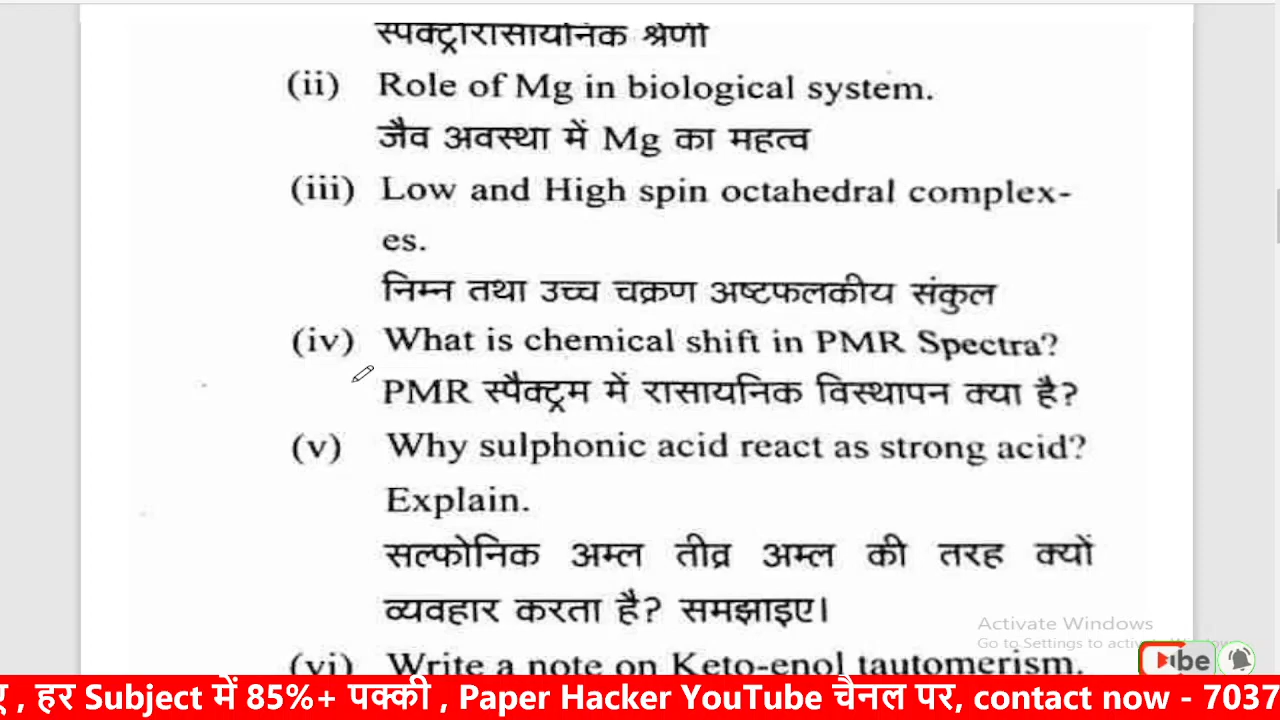 स्पक्ट्रोरासायनिक श्रेणी
(ii) Role of Mg in biological system.
जैव अवस्था में Mg का महत्व
(iii) Low and High spin octahedral complex-
es.
निम्न तथा उच्च चक्रण अष्टफलकीय संकुल
(iv) What is chemical shift in PMR Spectra?
PMR स्पैक्ट्रम में रासायनिक विस्थापन क्या है?
(v) Why sulphonic acid react as strong acid?
Explain.
सल्फोनिक अम्ल तीव्र अम्ल की तरह क्यों
व्यवहार करता है? समझाइए।
Activate Windows
Go to Settings to activate Windows
(vi) Write a note on Keto-enol tautomerism.
, हर Subject में 85%+ पक्की , Paper Hacker YouTube चैनल पर, contact now - 7037